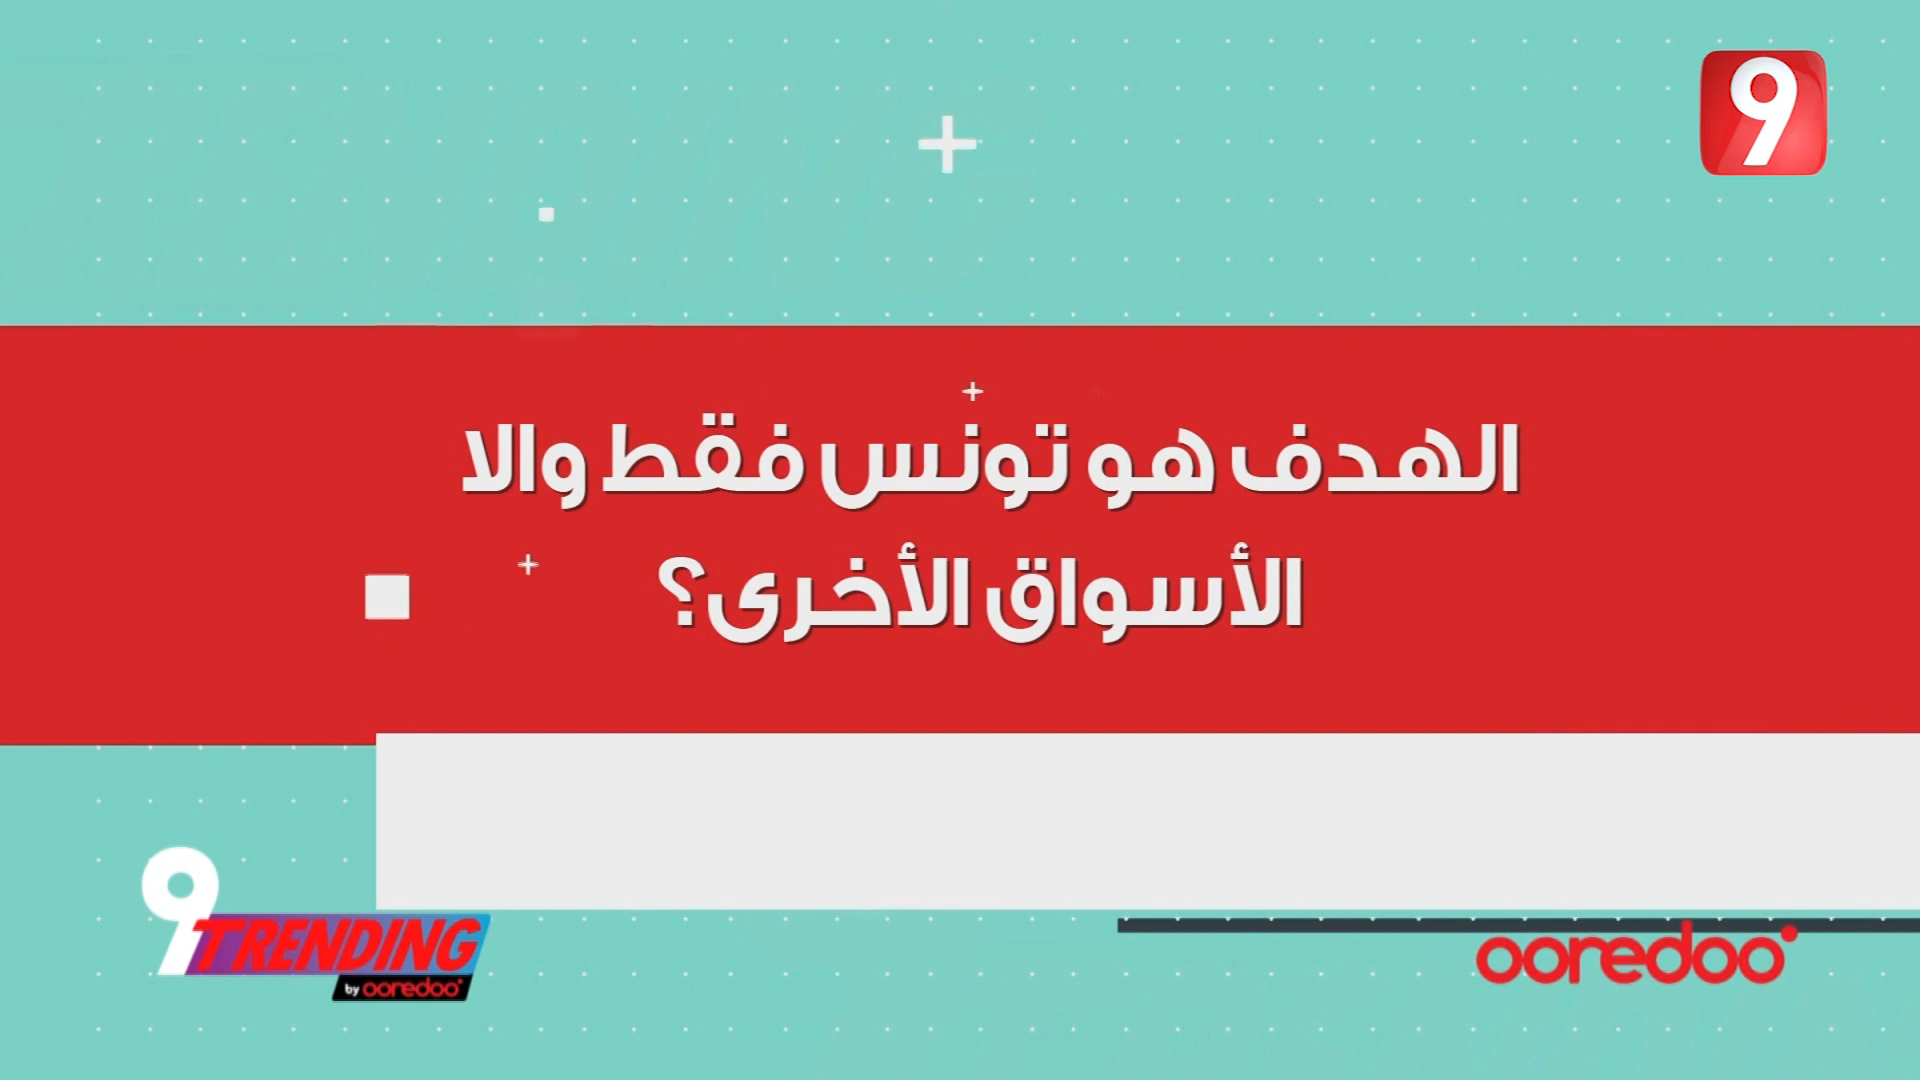 9
الهدف هو تونس فقط والا
الأسواق الأخرى؟
9 TRENDING
by ooredoo
ooredoo